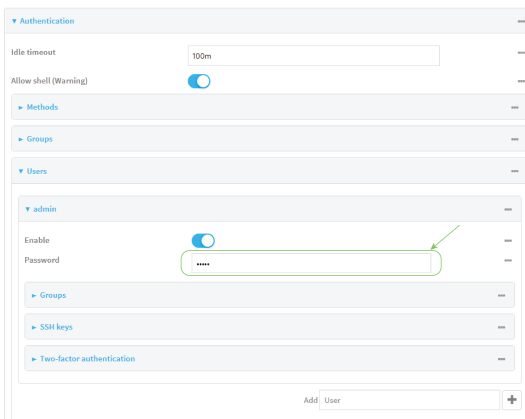 Authentication
Idle timeout 100m
Allow shell (Warning)
Methods
Groups
Users
admin
Enable
Password •••••
Groups
SSH keys
Two-factor authentication
Add User